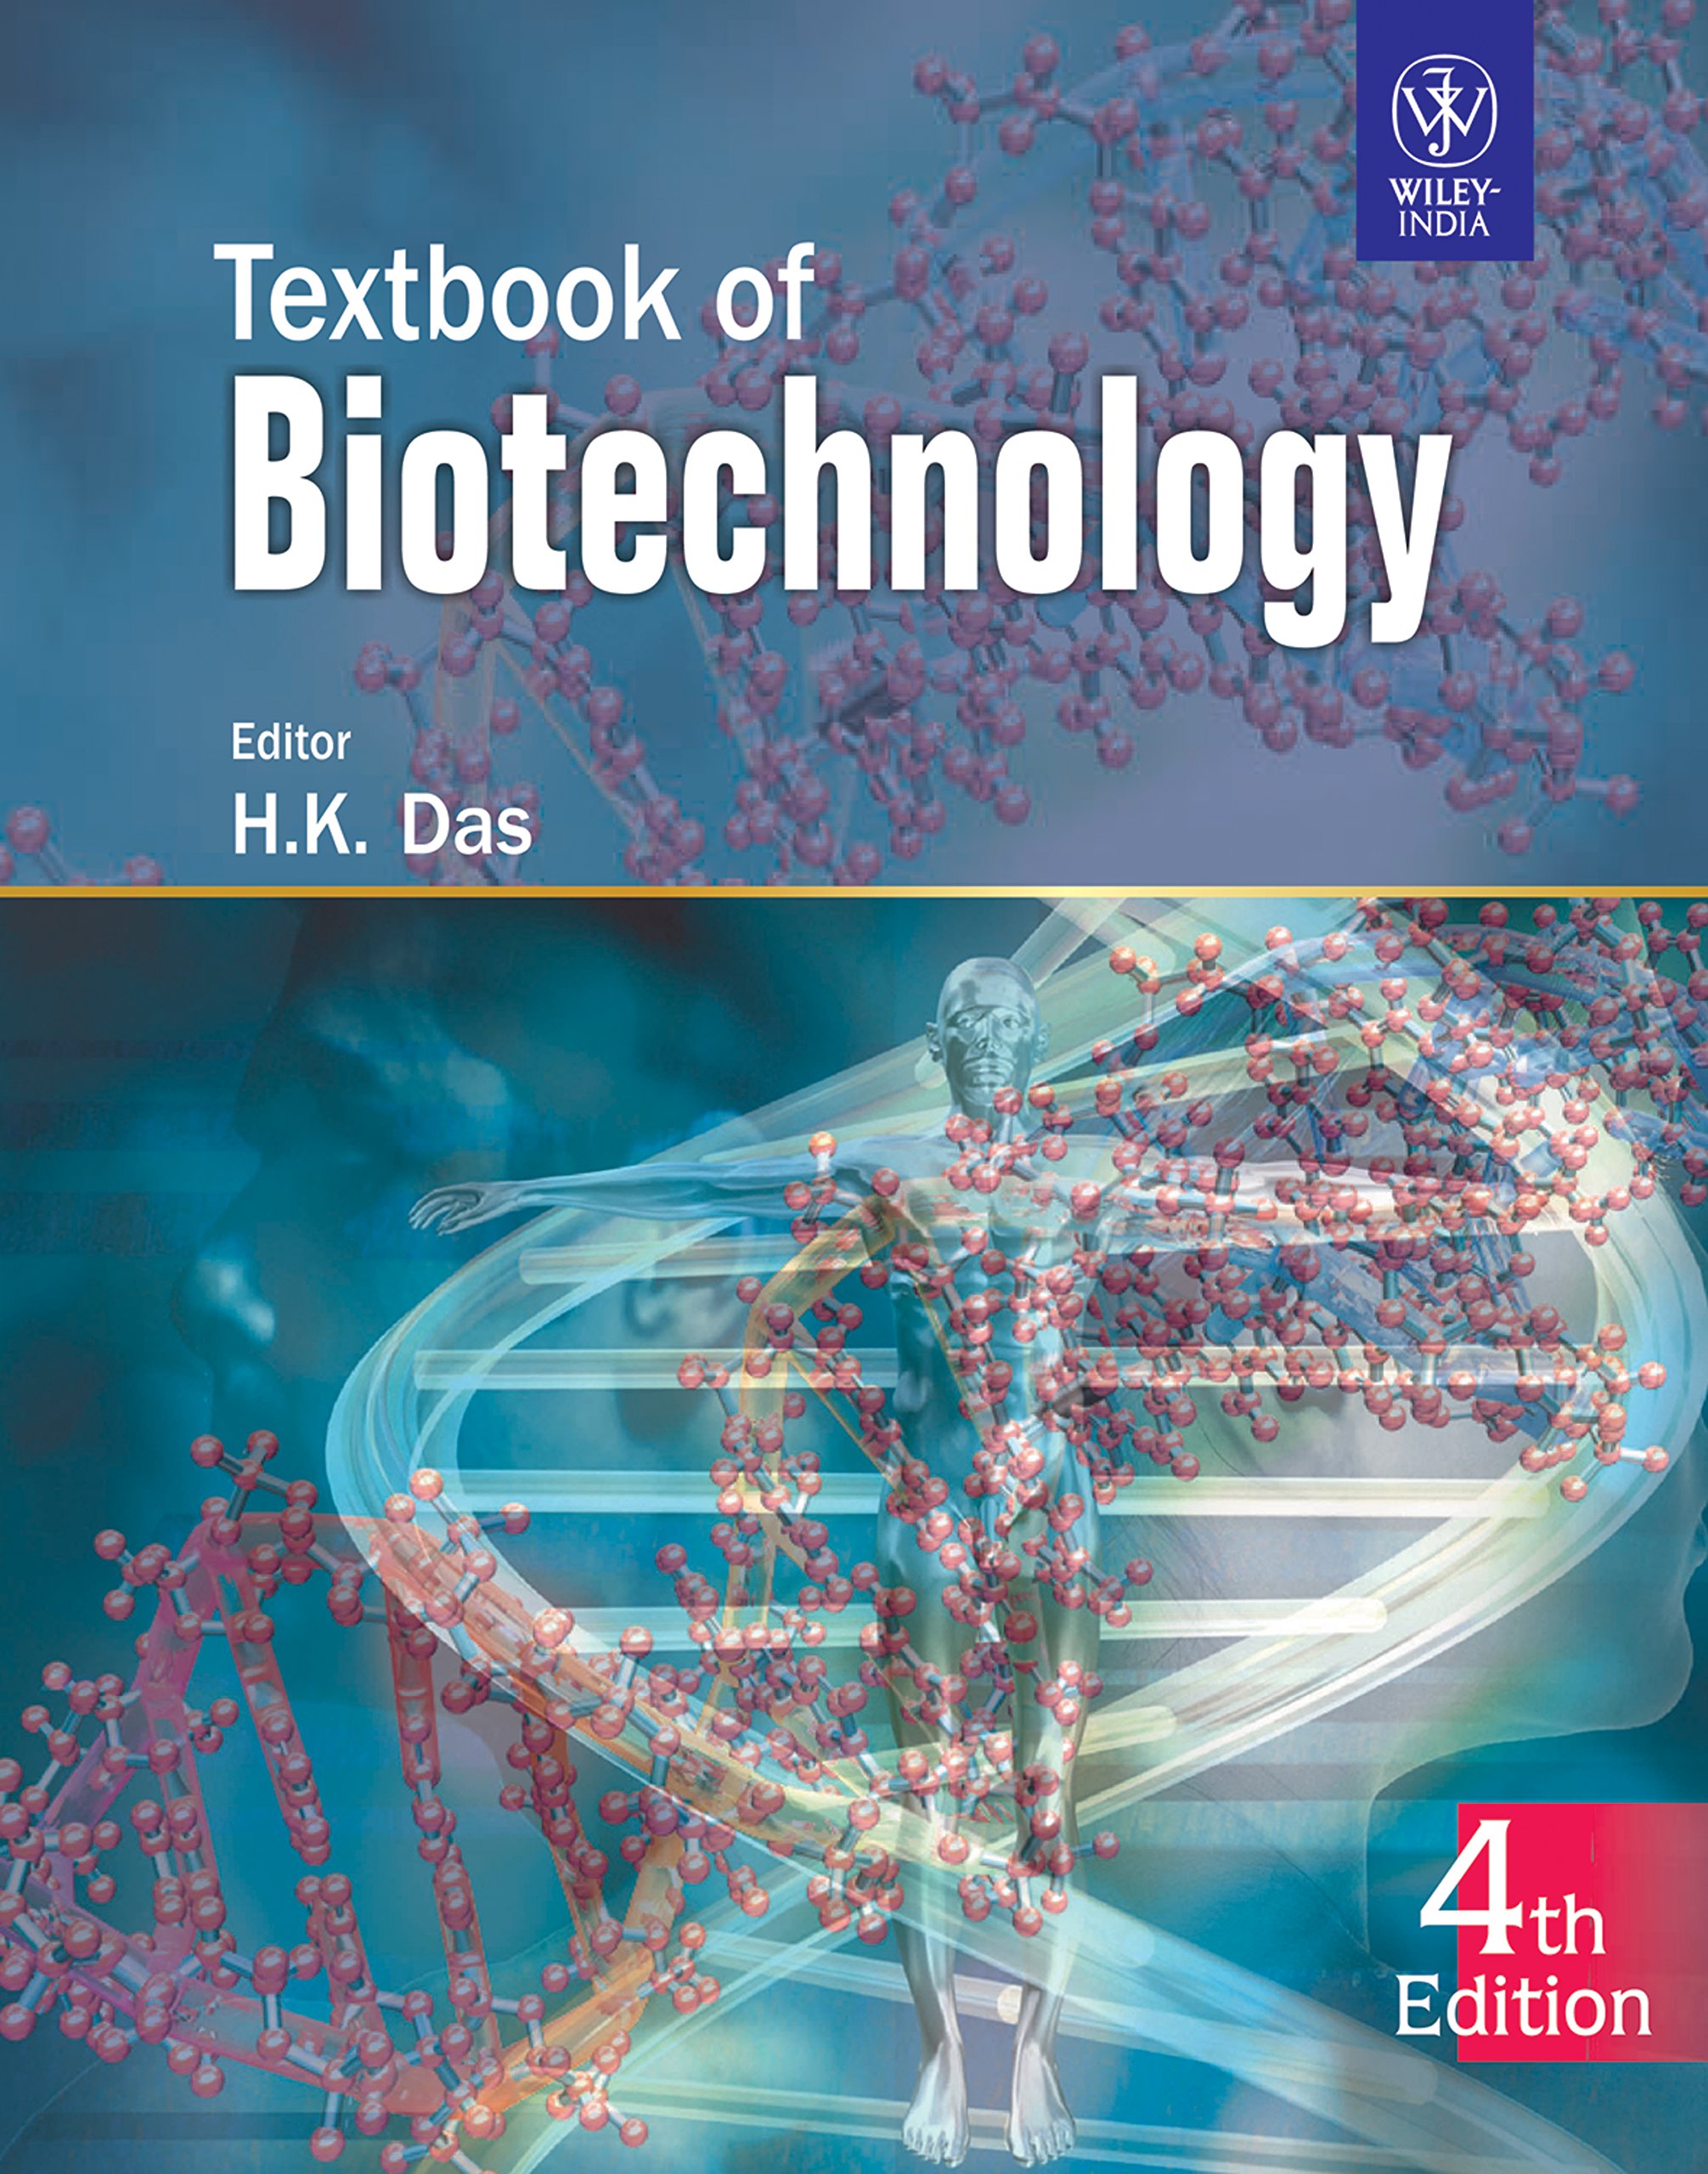 WILEY-
INDIA
Textbook of
Biotechnology
Editor
H.K. Das
4th
Edition